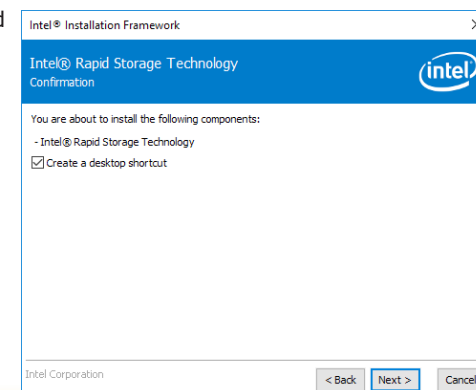 Intel® Installation Framework
Intel® Rapid Storage Technology
Confirmation
intel
You are about to install the following components:
- Intel® Rapid Storage Technology
Create a desktop shortcut
Intel Corporation
< Back
Next >
Cancel